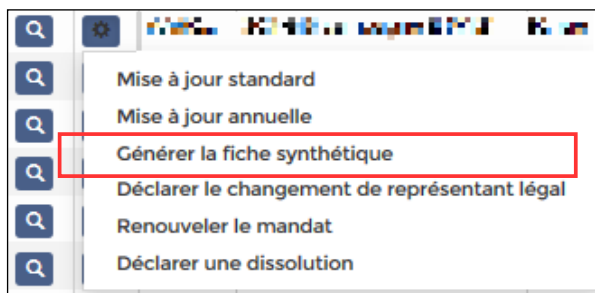 Mise à jour standard
Mise à jour annuelle
Générer la fiche synthétique
Déclarer le changement de représentant légal
Renouveler le mandat
Déclarer une dissolution